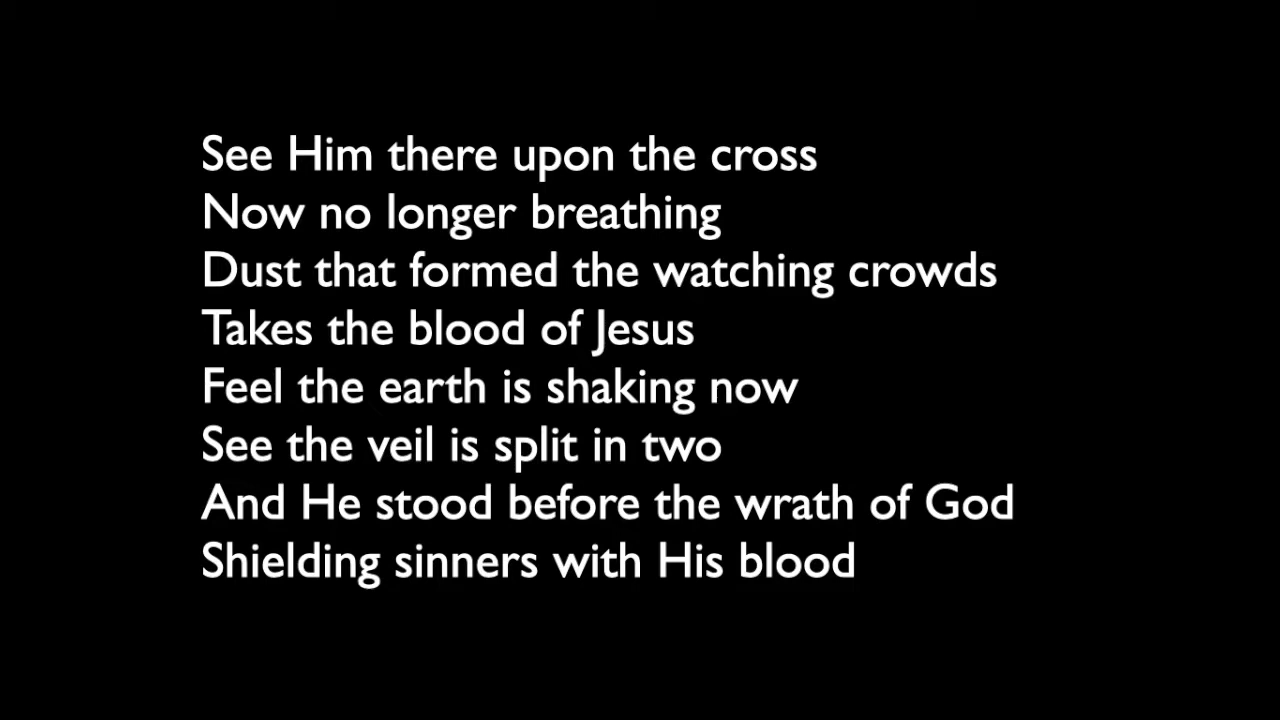 See Him there upon the cross
Now no longer breathing
Dust that formed the watching crowds
Takes the blood of Jesus
Feel the earth is shaking now
See the veil is split in two
And He stood before the wrath of God
Shielding sinners with His blood